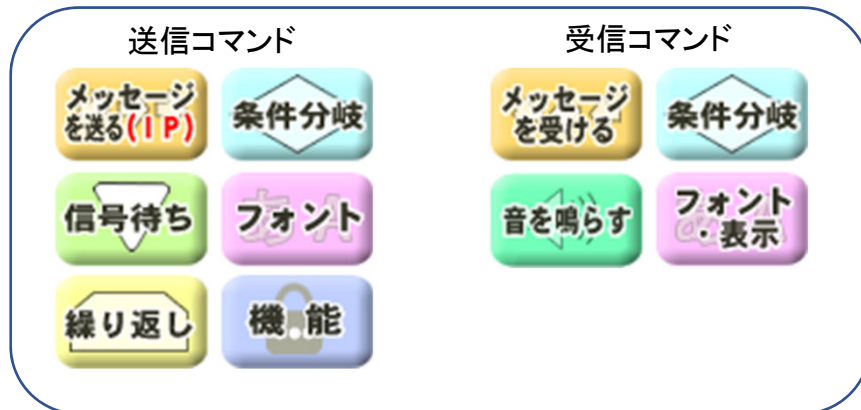 送信コマンド
メッセージ
を送る(IP)
条件分岐
信号待ち
フォント
繰り返し
機能
受信コマンド
メッセージ
を受ける
条件分岐
音を鳴らす
フォント
・表示